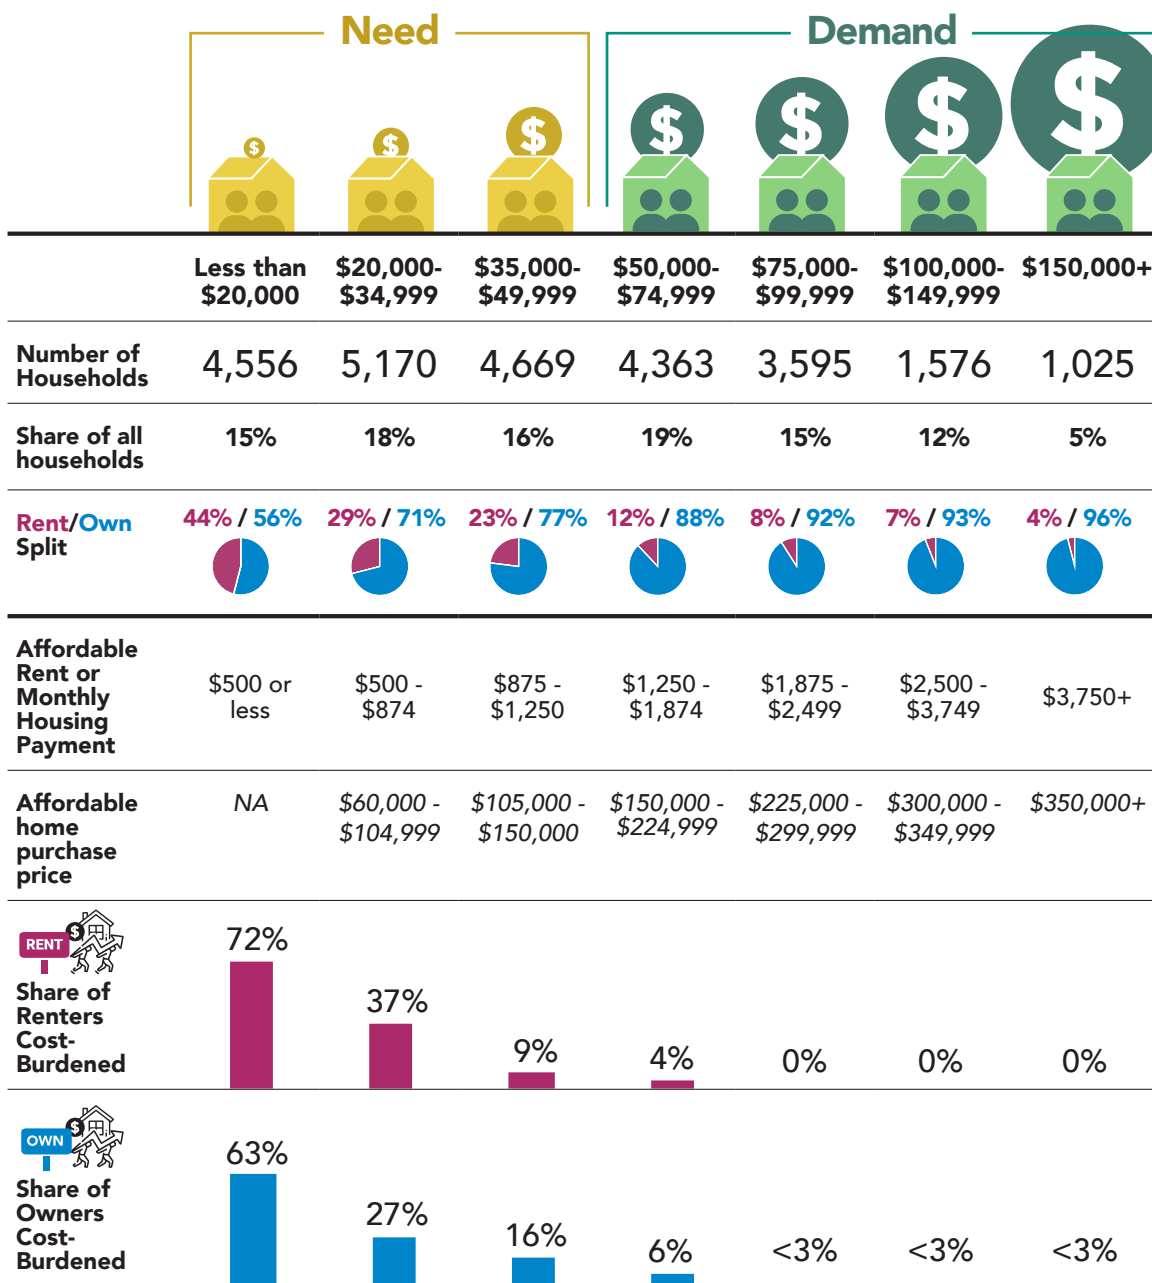 Need
Demand
$ $ $ $ $ $ $
Less than $20,000- $35,000- $50,000- $75,000- $100,000- $150,000+
$20,000 $34,999 $49,999 $74,999 $99,999 $149,999
Number of
Households
4,556 5,170 4,669 4,363 3,595 1,576 1,025
Share of all
households
15% 18% 16% 19% 15% 12% 5%
Rent/Own
Split
44% / 56% 29% / 71% 23% / 77% 12% / 88% 8% / 92% 7% / 93% 4% / 96%
Affordable
Rent or
Monthly
Housing
Payment
$500 or $500 - $875 - $1,250 - $1,875 - $2,500 - $3,750+
less $874 $1,250 $1,874 $2,499 $3,749
Affordable
home
purchase
price
NA $60,000 - $105,000 - $150,000 - $225,000 - $300,000 - $350,000+
$104,999 $150,000 $224,999 $299,999 $349,999
RENT $
Share of
Renters
Cost-
Burdened
72% 37% 9% 4% 0% 0% 0%
OWN $
Share of
Owners
Cost-
Burdened
63% 27% 16% 6% <3% <3% <3%